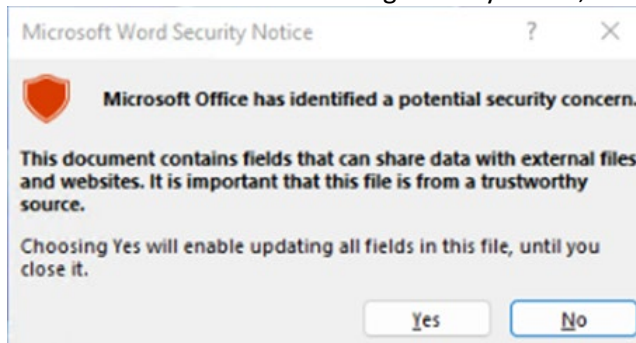 Microsoft Word Security Notice ? ×
Microsoft Office has identified a potential security concern.
This document contains fields that can share data with external files
and websites. It is important that this file is from a trustworthy
source.
Choosing Yes will enable updating all fields in this file, until you
close it.
Yes No